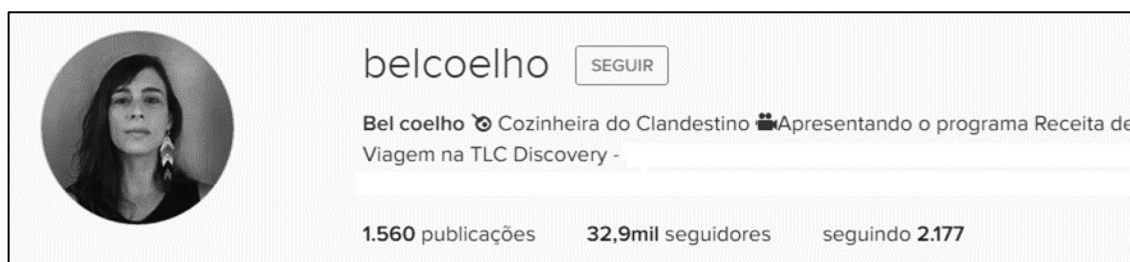 belcoelho SEGUIR
Bel coelho Cozinheira do Clandestino Apresentando o programa Receita de
Viagem na TLC Discovery -
1.560 publicações 32,9mil seguidores seguindo 2.177